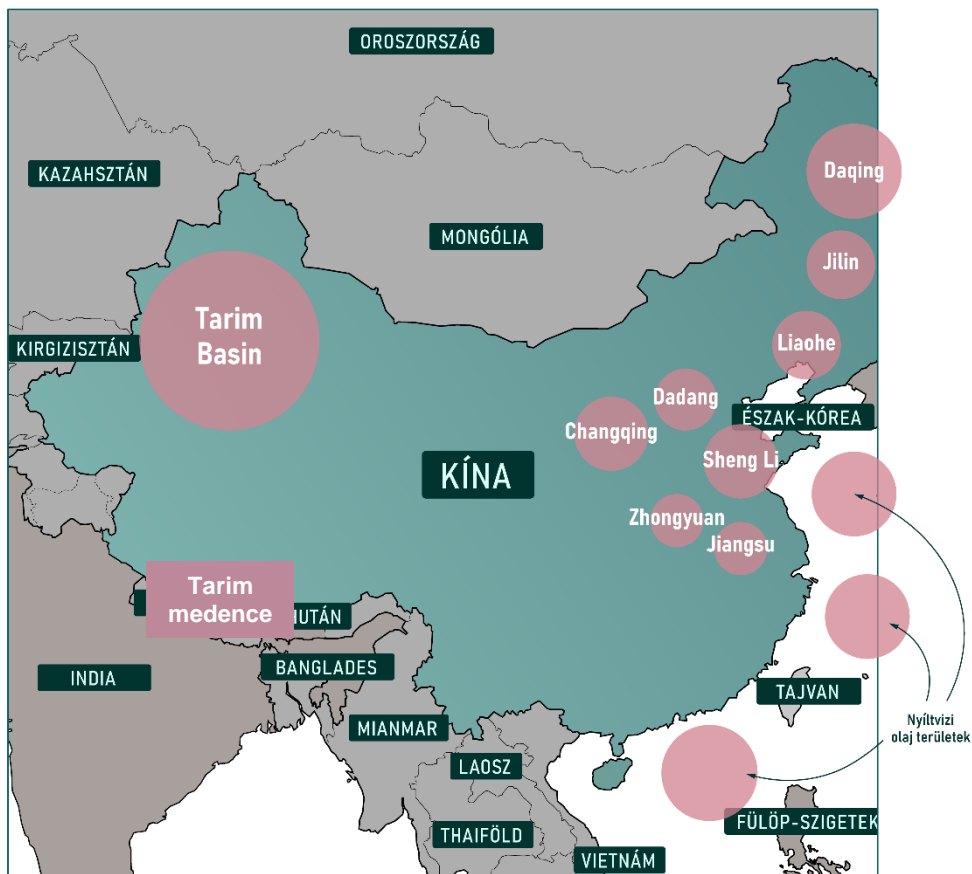 OROSZORSZÁG
KAZAHSZTÁN
Daqing
MONGÓLIA
Jilin
Tarim
Basin
KIRGIZISZTÁN
Liaohe
Dadang
ÉSZAK-KÓREA
Changqing
Sheng Li
KÍNA
Zhongyuan
Jiangsu
Tarim
medence
HUTÁN
BANGLADES
INDIA
TAJVAN
Nyíltvizi
olaj területek
MIANMAR
LAOSZ
FÜLÖP-SZIGETEK
THAIFÖLD
VIETNÁM